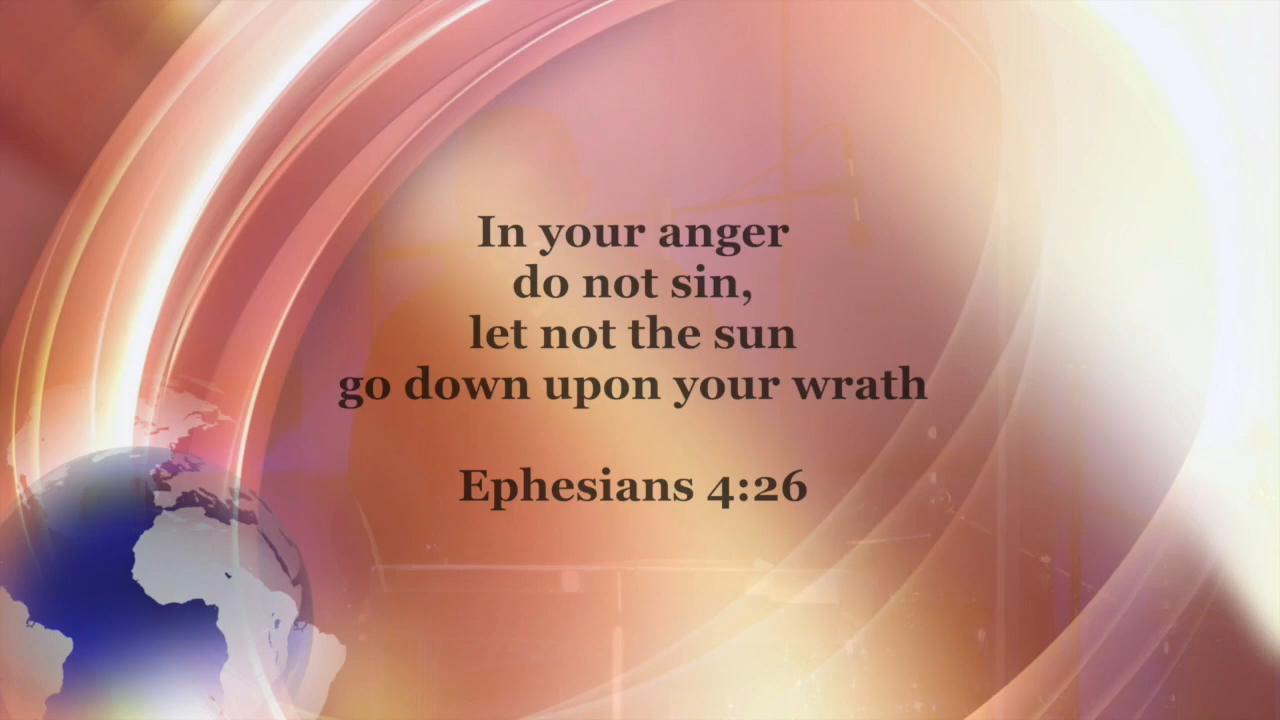 In your anger
do not sin,
let not the sun
go down upon your wrath
Ephesians 4:26